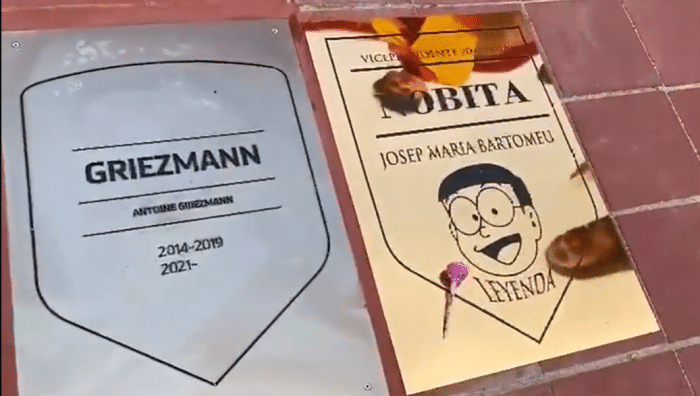 GRIEZMANN
ANTOINE GRIEZMANN
2014-2019
2021-
NOBITA
JOSEP MARIA BARTOMEU
LEYENDA